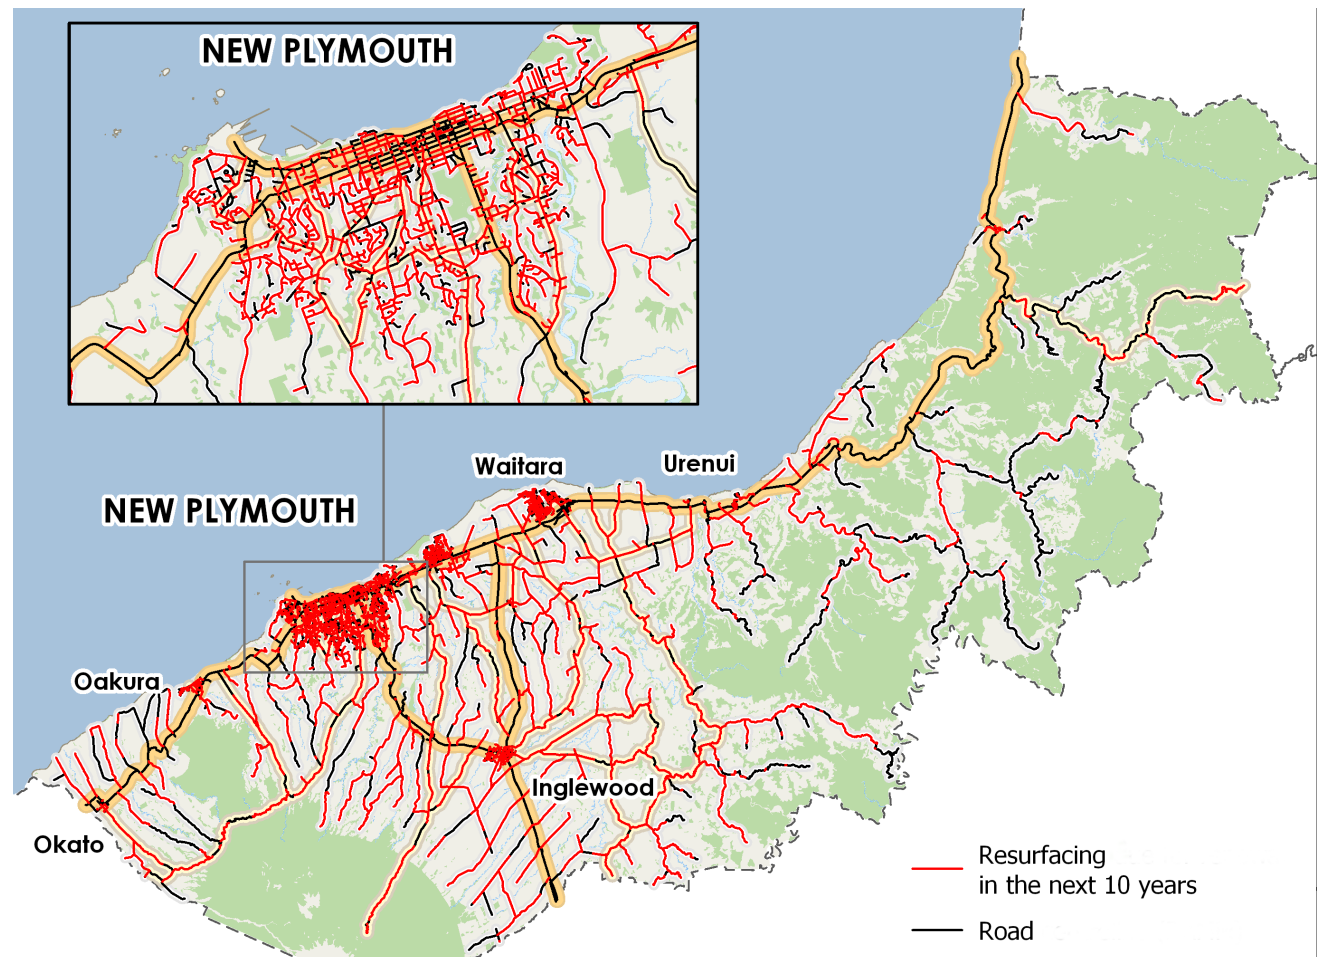 NEW PLYMOUTH
Waitara
Urenui
NEW PLYMOUTH
Oakura
Inglewood
Okato
Resurfacing
in the next 10 years
Road